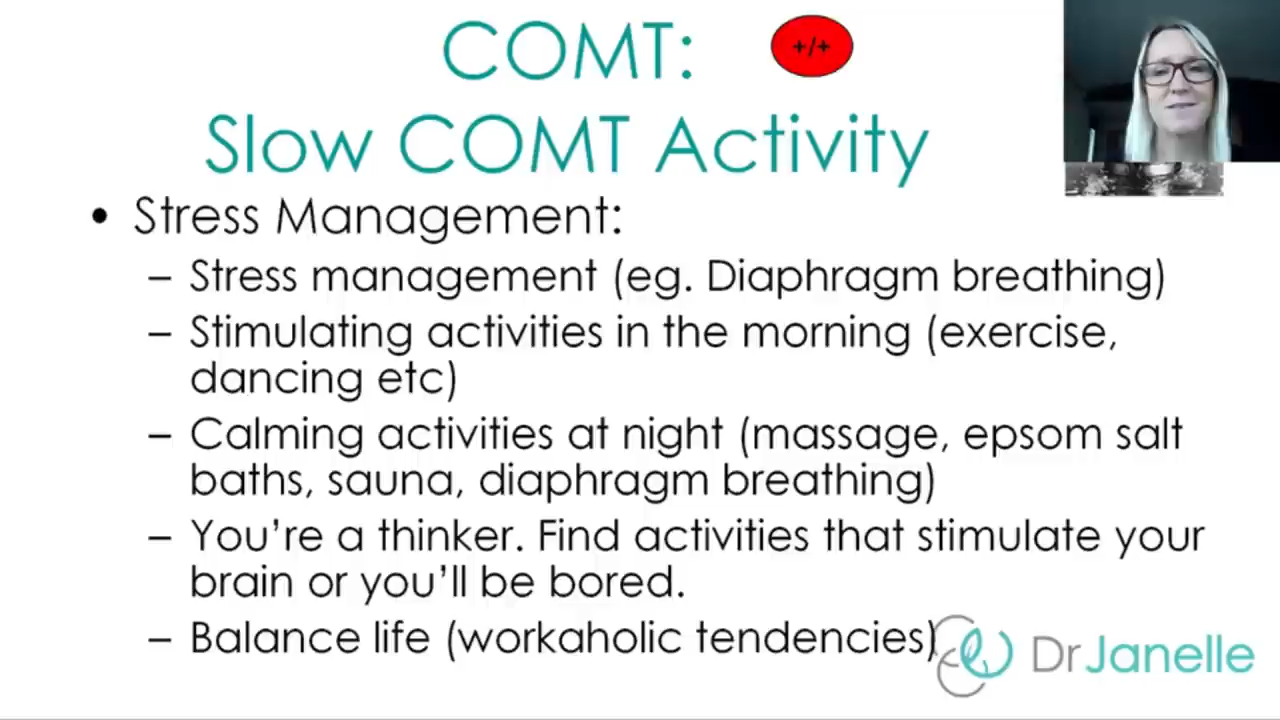 COMT:
+/+
Slow COMT Activity
• Stress Management:
– Stress management (eg. Diaphragm breathing)
– Stimulating activities in the morning (exercise,
dancing etc)
– Calming activities at night (massage, epsom salt
baths, sauna, diaphragm breathing)
– You're a thinker. Find activities that stimulate your
brain or you'll be bored.
– Balance life (workaholic tendencies)
DrJanelle